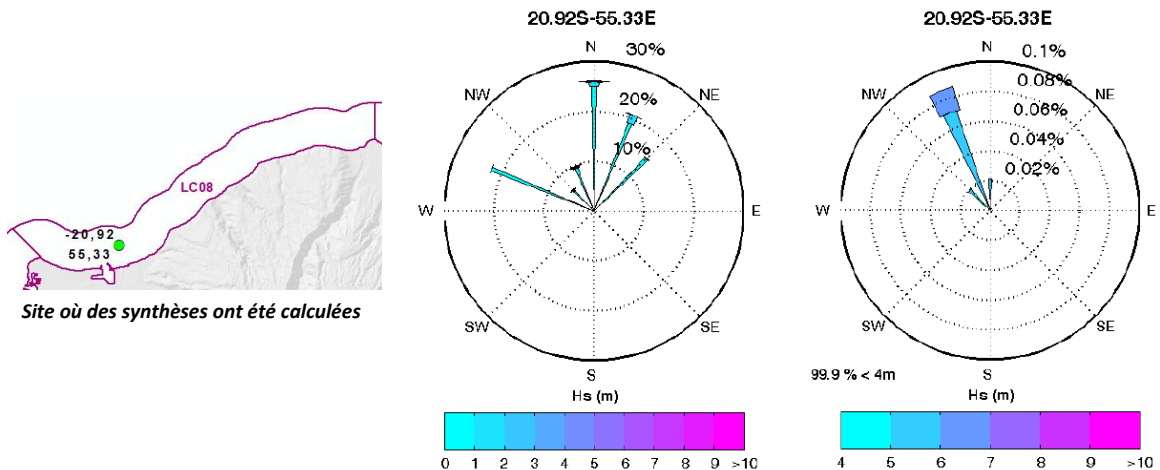 LC08
-20,92
55,33
Site où des synthèses ont été calculées
20.92S-55.33E
N
30%
NW
NE
20%
10%
W
E
SW
SE
S
Hs (m)
0 1 2 3 4 5 6 7 8 9 >10
20.92S-55.33E
N
0.1%
NW
NE
0.08%
0.06%
0.04%
0.02%
W
E
SW
SE
S
99.9 % < 4m
Hs (m)
4 5 6 7 8 9 >10